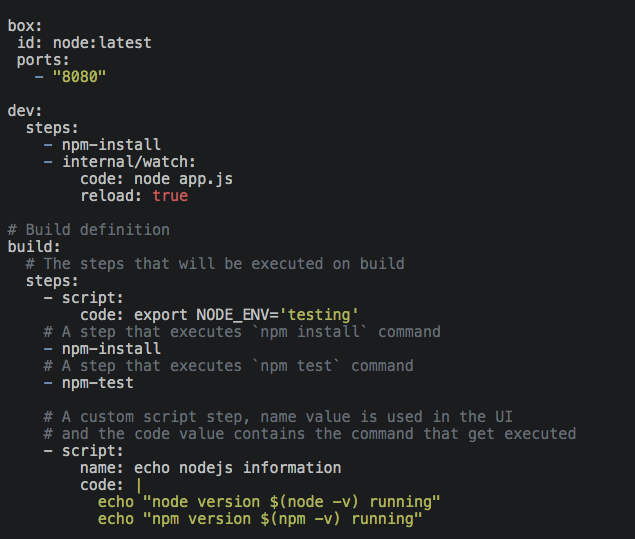 box:
 id: node:latest
 ports:
   - "8080"

dev:
  steps:
    - npm-install
    - internal/watch:
        code: node app.js
        reload: true

# Build definition
build:
  # The steps that will be executed on build
  steps:
    - script:
        code: export NODE_ENV='testing'
    # A step that executes `npm install` command
    - npm-install
    # A step that executes `npm test` command
    - npm-test

    # A custom script step, name value is used in the UI
    # and the code value contains the command that get executed
    - script:
        name: echo nodejs information
        code: |
          echo "node version $(node -v) running"
          echo "npm version $(npm -v) running"